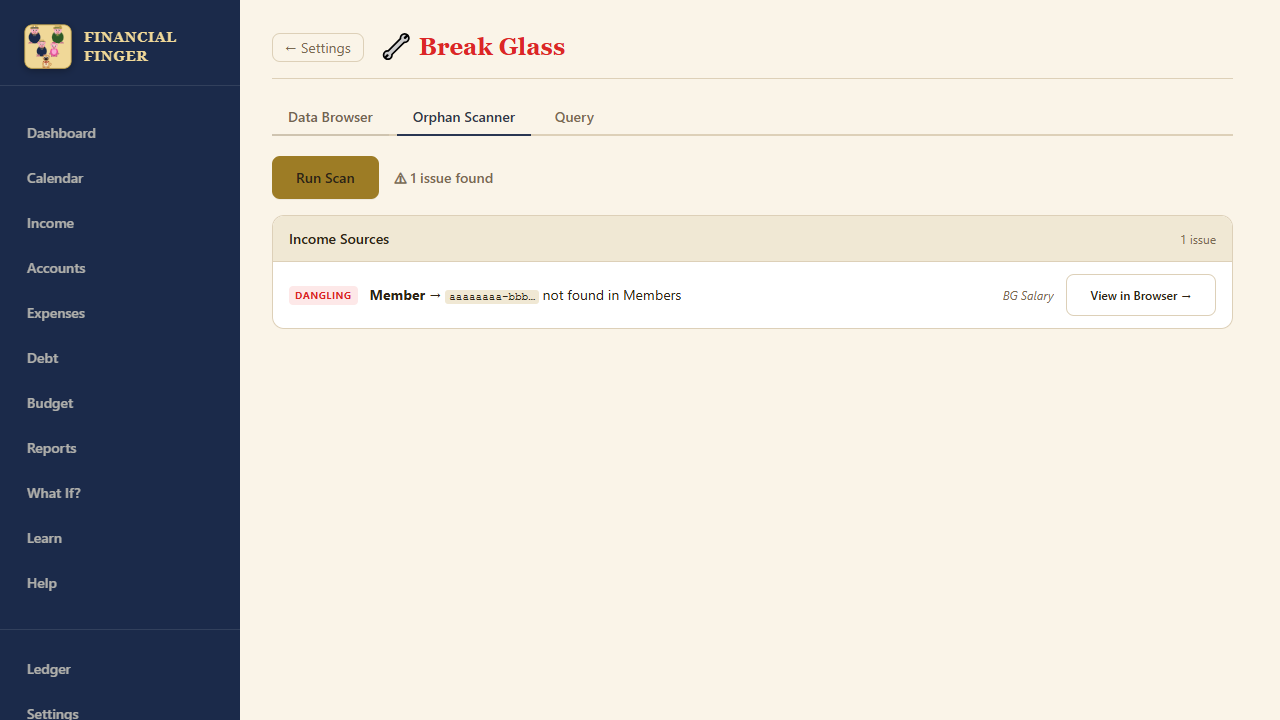 FINANCIAL
FINGER
Dashboard
Calendar
Income
Accounts
Expenses
Debt
Budget
Reports
What If?
Learn
Help
Ledger
Settings
← Settings
Break Glass
Data Browser
Orphan Scanner
Query
Run Scan
⚠ 1 issue found
Income Sources
1 issue
DANGLING Member → aaaaaaaa-bbb… not found in Members
BG Salary
View in Browser →